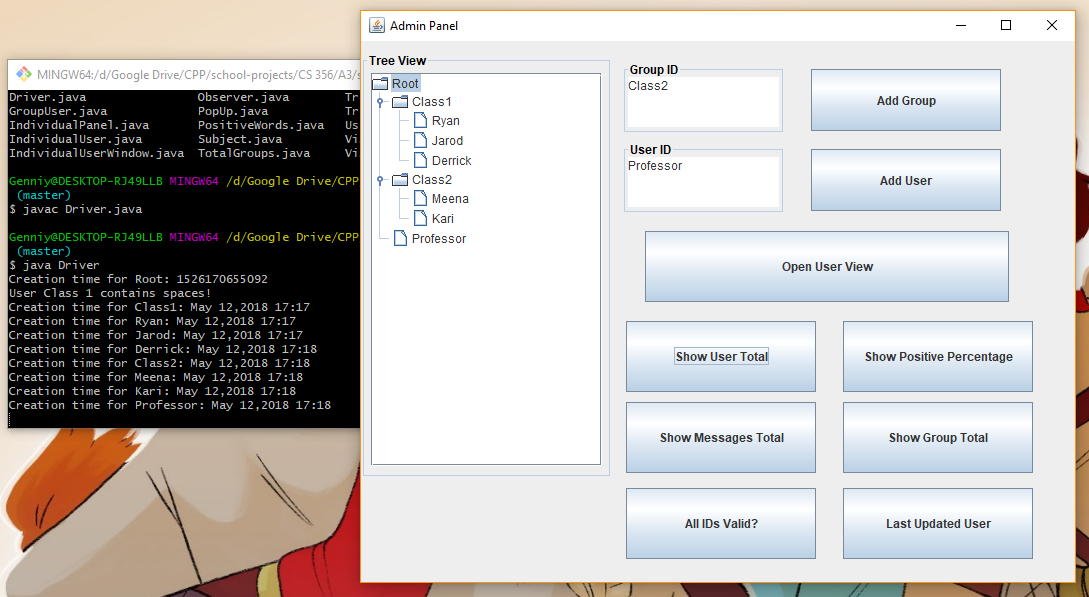 MINGW64:/d/Google Drive/CPP/school-projects/CS 356/A3/s
Driver.java Observer.java Tr
GroupUser.java PopUp.java Tr
IndividualPanel.java PositiveWords.java Us
IndividualUser.java Subject.java Vi
IndividualUserWindow.java TotalGroups.java Vi
Genniy@DESKTOP-RJ49LLB MINGW64 /d/Google Drive/CPP
(master)
$ javac Driver.java
Genniy@DESKTOP-RJ49LLB MINGW64 /d/Google Drive/CPP
(master)
$ java Driver
Creation time for Root: 1526170655092
User Class 1 contains spaces!
Creation time for Class1: May 12,2018 17:17
Creation time for Ryan: May 12,2018 17:17
Creation time for Jarod: May 12,2018 17:17
Creation time for Derrick: May 12,2018 17:18
Creation time for Class2: May 12,2018 17:18
Creation time for Meena: May 12,2018 17:18
Creation time for Kari: May 12,2018 17:18
Creation time for Professor: May 12,2018 17:18
Admin Panel
Tree View
Root
Class1
Ryan
Jarod
Derrick
Class2
Meena
Kari
Professor
Group ID
Class2
Add Group
User ID
Professor
Add User
Open User View
Show User Total
Show Positive Percentage
Show Messages Total
Show Group Total
All IDs Valid?
Last Updated User